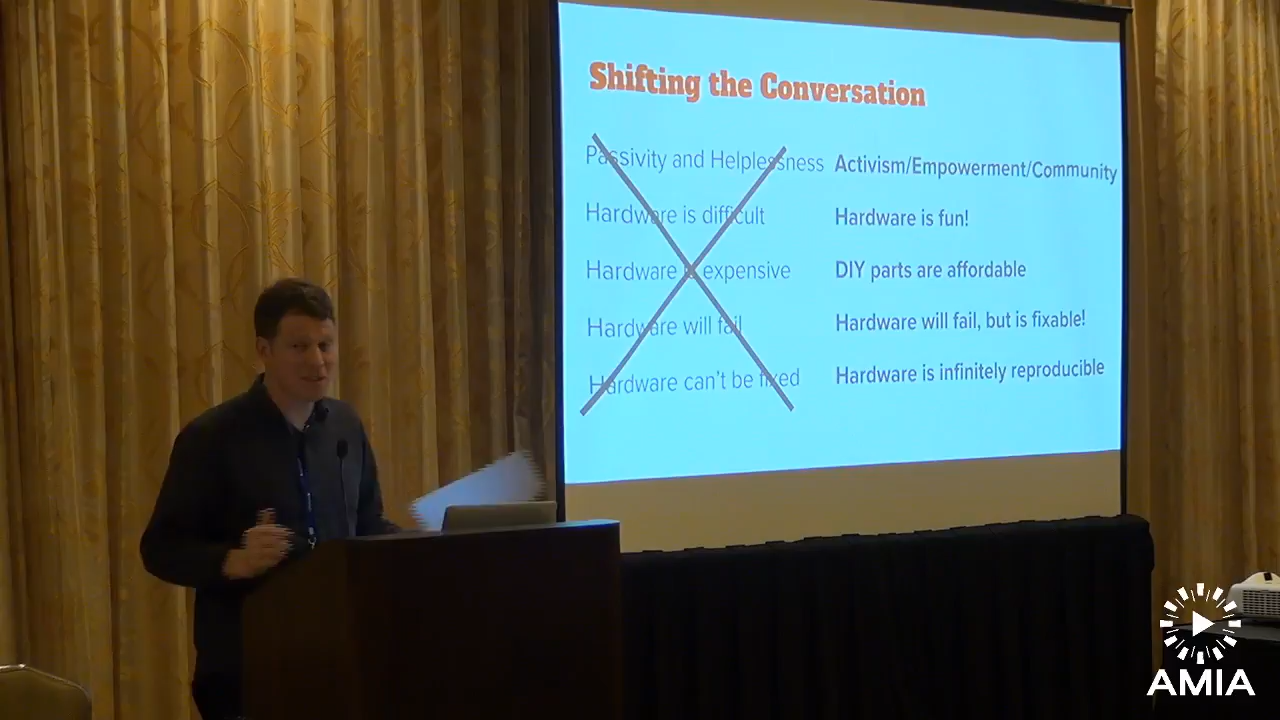 Shifting the Conversation
Passivity and Helplessness Activism/Empowerment/Community
Hardware is difficult Hardware is fun!
Hardware is expensive DIY parts are affordable
Hardware will fail Hardware will fail, but is fixable!
Hardware can't be fixed Hardware is infinitely reproducible
AMIA